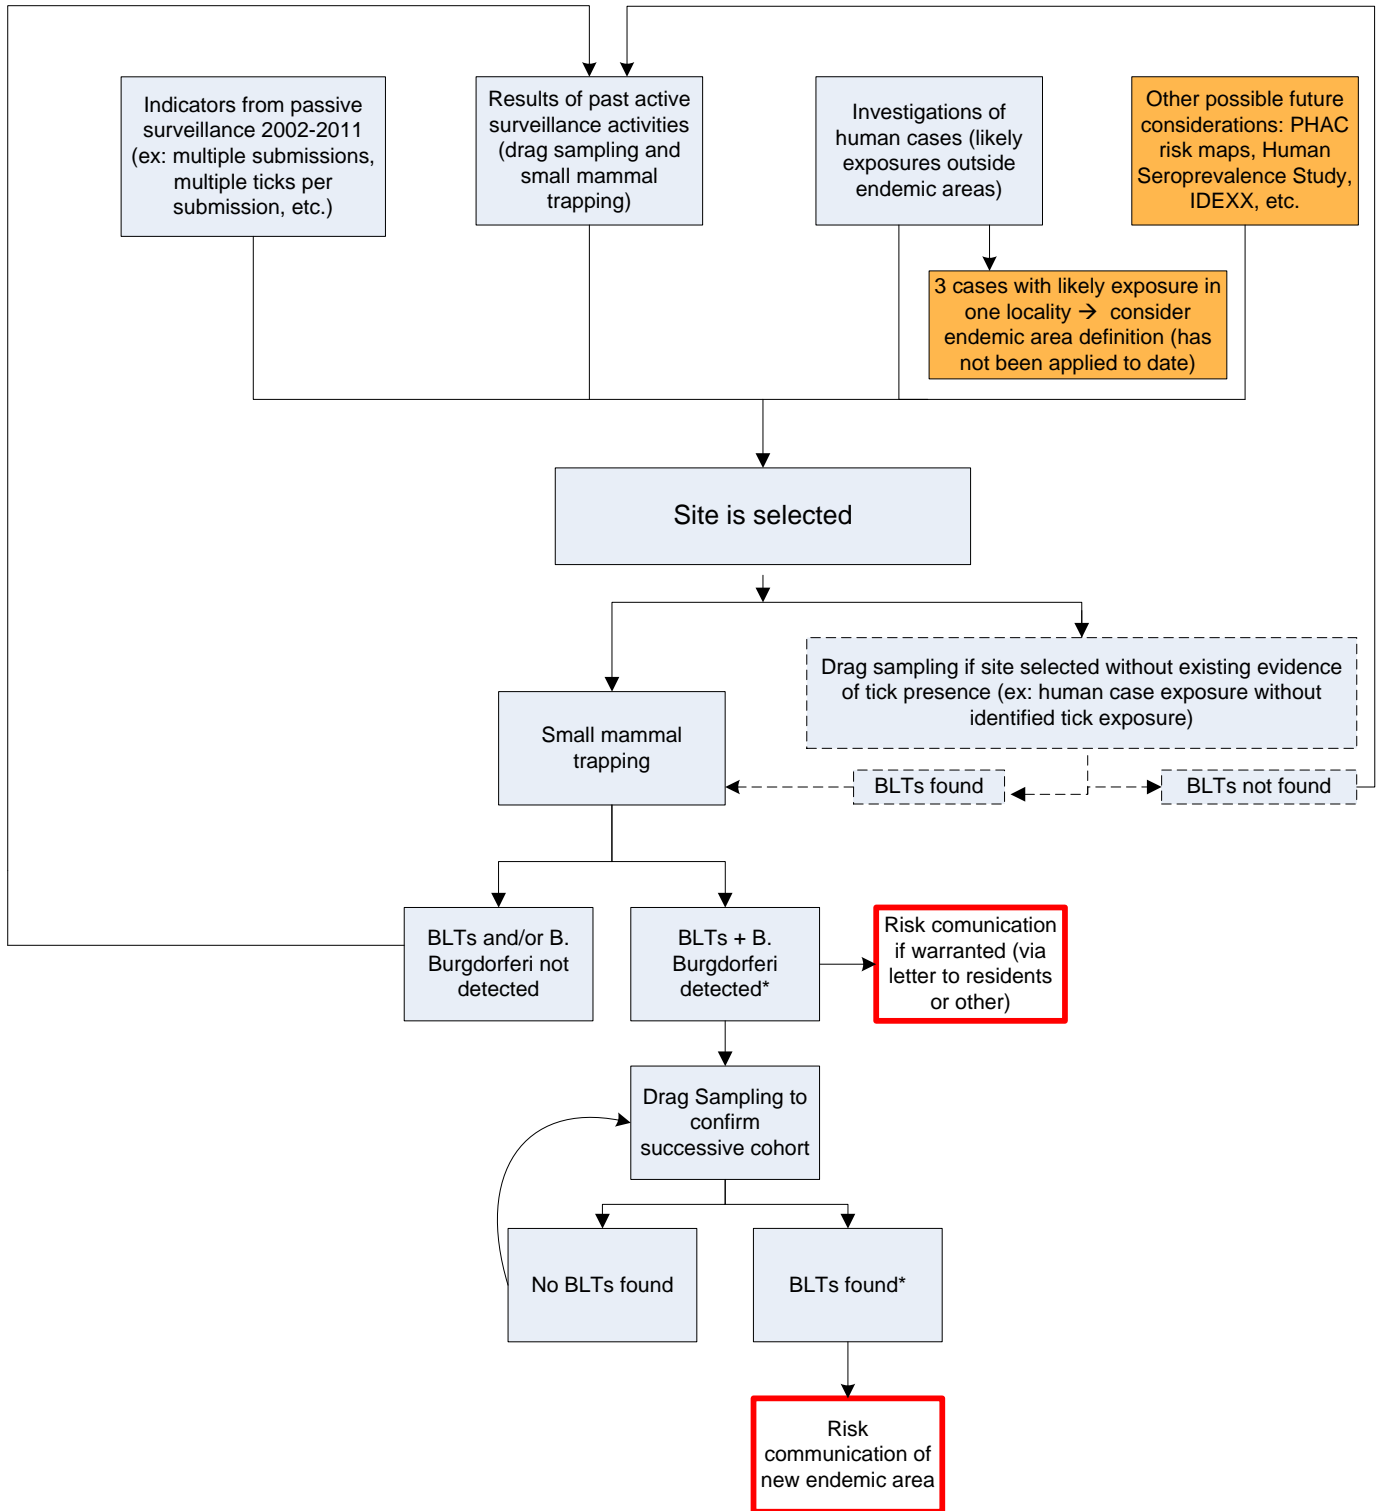 Indicators from passive
surveillance 2002-2011
(ex: multiple submissions,
multiple ticks per
submission, etc.)
Results of past active
surveillance activities
(drag sampling and
small mammal
trapping)
Investigations of
human cases (likely
exposures outside
endemic areas)
Other possible future
considerations: PHAC
risk maps, Human
Seroprevalence Study,
IDEXX, etc.
3 cases with likely exposure in
one locality → consider
endemic area definition (has
not been applied to date)
Site is selected
Drag sampling if site selected without existing evidence
of tick presence (ex: human case exposure without
identified tick exposure)
Small mammal
trapping
BLTs found
BLTs not found
BLTs and/or B.
Burgdorferi not
detected
BLTs + B.
Burgdorferi
detected*
Risk comunication
if warranted (via
letter to residents
or other)
Drag Sampling to
confirm
successive cohort
No BLTs found
BLTs found*
Risk
communication of
new endemic area